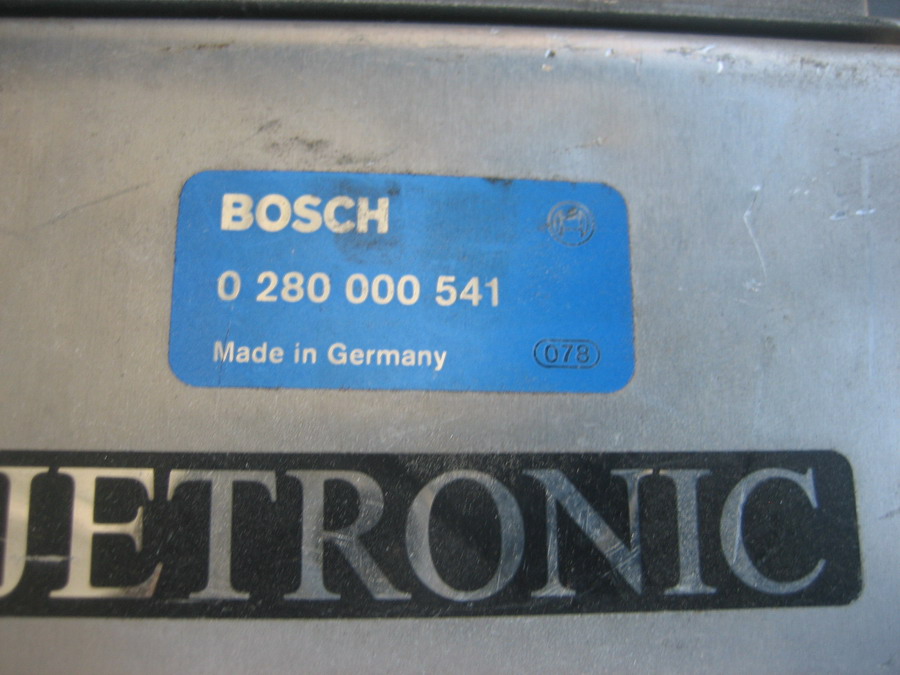 BOSCH
0 280 000 541
Made in Germany 078
JETRONIC